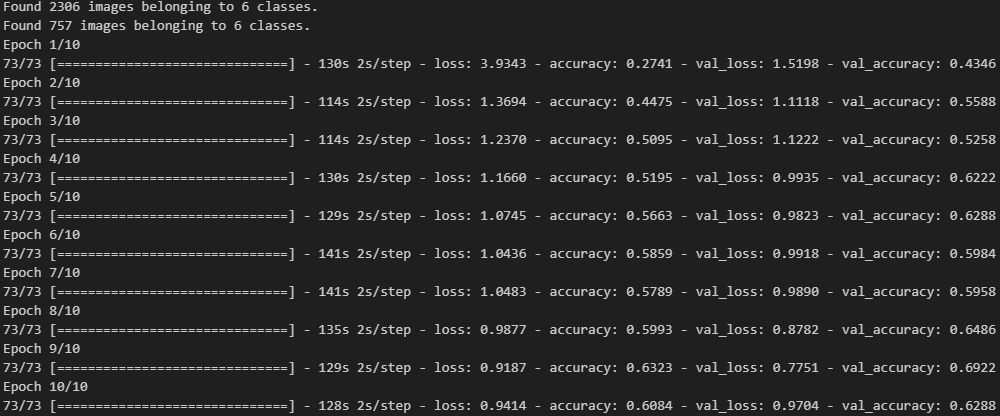 Found 2306 images belonging to 6 classes.
Found 757 images belonging to 6 classes.
Epoch 1/10
73/73 [==============================] - 130s 2s/step - loss: 3.9343 - accuracy: 0.2741 - val_loss: 1.5198 - val_accuracy: 0.4346
Epoch 2/10
73/73 [==============================] - 114s 2s/step - loss: 1.3694 - accuracy: 0.4475 - val_loss: 1.1118 - val_accuracy: 0.5588
Epoch 3/10
73/73 [==============================] - 114s 2s/step - loss: 1.2370 - accuracy: 0.5095 - val_loss: 1.1222 - val_accuracy: 0.5258
Epoch 4/10
73/73 [==============================] - 130s 2s/step - loss: 1.1660 - accuracy: 0.5195 - val_loss: 0.9935 - val_accuracy: 0.6222
Epoch 5/10
73/73 [==============================] - 129s 2s/step - loss: 1.0745 - accuracy: 0.5663 - val_loss: 0.9823 - val_accuracy: 0.6288
Epoch 6/10
73/73 [==============================] - 141s 2s/step - loss: 1.0436 - accuracy: 0.5859 - val_loss: 0.9918 - val_accuracy: 0.5984
Epoch 7/10
73/73 [==============================] - 141s 2s/step - loss: 1.0483 - accuracy: 0.5789 - val_loss: 0.9890 - val_accuracy: 0.5958
Epoch 8/10
73/73 [==============================] - 135s 2s/step - loss: 0.9877 - accuracy: 0.5993 - val_loss: 0.8782 - val_accuracy: 0.6486
Epoch 9/10
73/73 [==============================] - 129s 2s/step - loss: 0.9187 - accuracy: 0.6323 - val_loss: 0.7751 - val_accuracy: 0.6922
Epoch 10/10
73/73 [==============================] - 128s 2s/step - loss: 0.9414 - accuracy: 0.6084 - val_loss: 0.9704 - val_accuracy: 0.6288